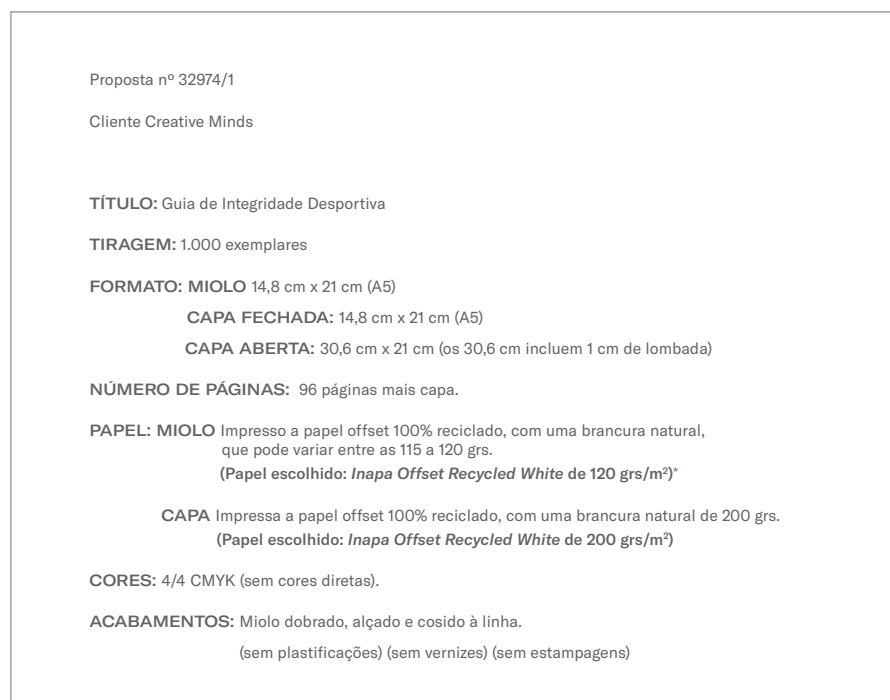 Proposta nº 32974/1
Cliente Creative Minds
TÍTULO: Guia de Integridade Desportiva
TIRAGEM: 1.000 exemplares
FORMATO: MIOLO 14,8 cm x 21 cm (A5)
CAPA FECHADA: 14,8 cm x 21 cm (A5)
CAPA ABERTA: 30,6 cm x 21 cm (os 30,6 cm incluem 1 cm de lombada)
NÚMERO DE PÁGINAS: 96 páginas mais capa.
PAPEL: MIOLO Impresso a papel offset 100% reciclado, com uma brancura natural,
que pode variar entre as 115 a 120 grs.
(Papel escolhido: Inapa Offset Recycled White de 120 grs/m²)*
CAPA Impressa a papel offset 100% reciclado, com uma brancura natural de 200 grs.
(Papel escolhido: Inapa Offset Recycled White de 200 grs/m²)
CORES: 4/4 CMYK (sem cores diretas).
ACABAMENTOS: Miolo dobrado, alçado e cosido à linha.
(sem plastificações) (sem vernizes) (sem estampagens)